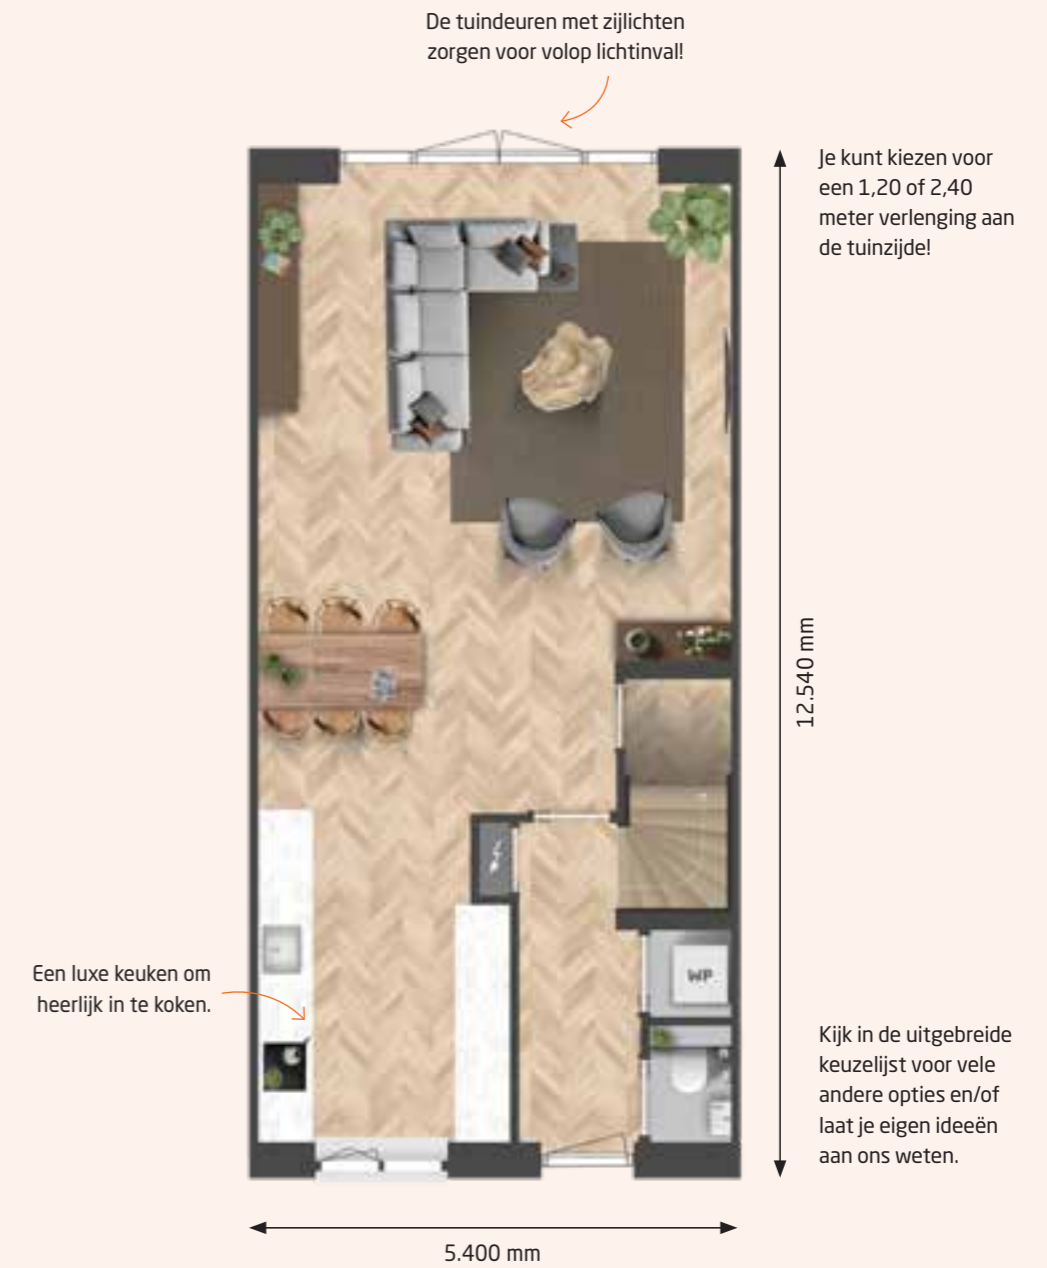 De tuindeuren met zijlichten
zorgen voor volop lichtinval!
Je kunt kiezen voor
een 1,20 of 2,40
meter verlenging aan
de tuinzijde!
12.540 mm
Een luxe keuken om
heerlijk in te koken.
WP
Kijk in de uitgebreide
keuzelijst voor vele
andere opties en/of
laat je eigen ideeën
aan ons weten.
5.400 mm